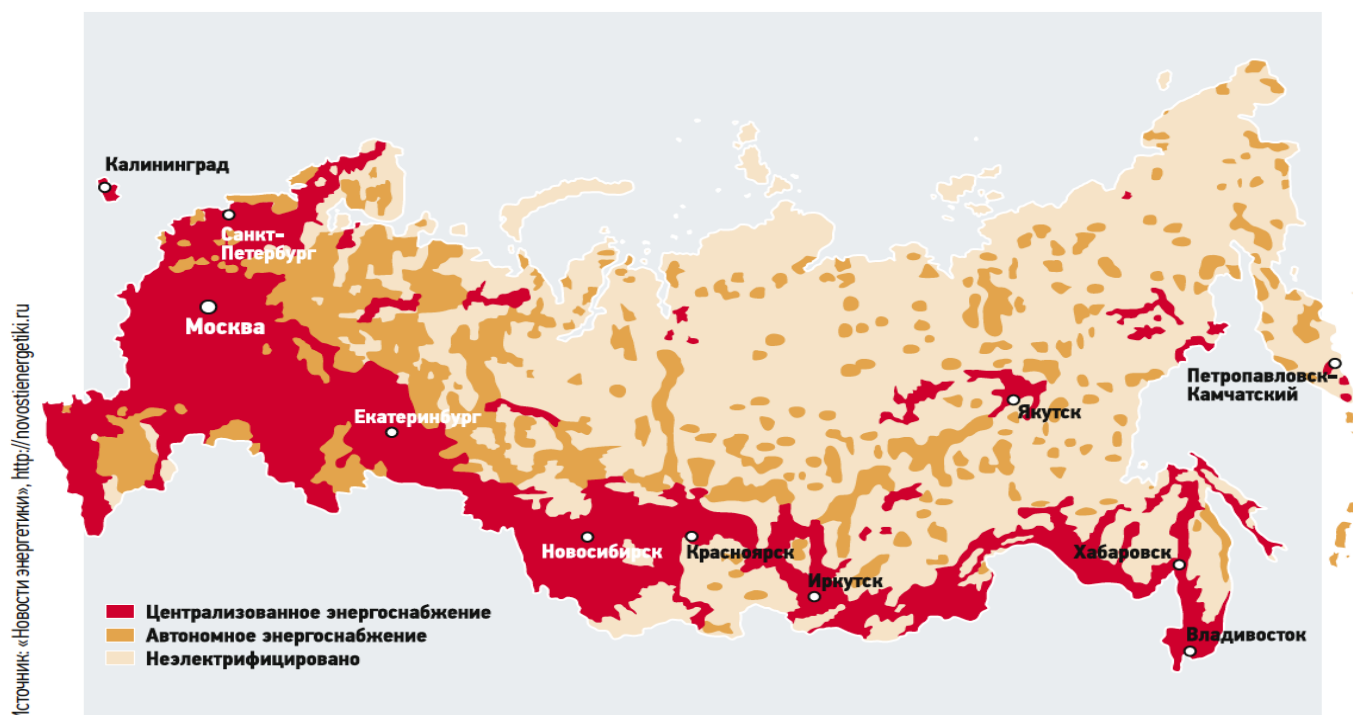 Калининград
Санкт-
Петербург
Москва
Екатеринбург
Новосибирск
Красноярск
Иркутск
Якутск
Петропавловск-
Камчатский
Хабаровск
Владивосток
Централизованное энергоснабжение
Автономное энергоснабжение
Неэлектрифицировано
Источник: «Новости энергетики», http://novostienergetiki.ru